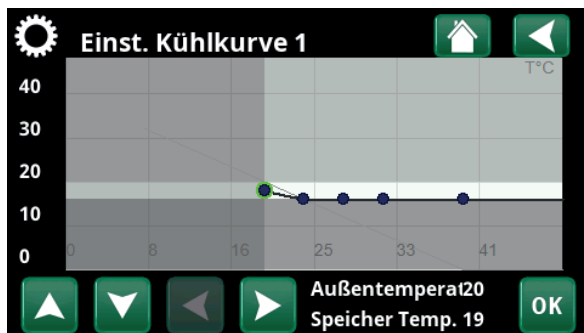 Einst. Kühlkurve 1
T°C
40
30
20
10
0
0 8 16 25 33 41
Außentemperat20
Speicher Temp. 19
OK